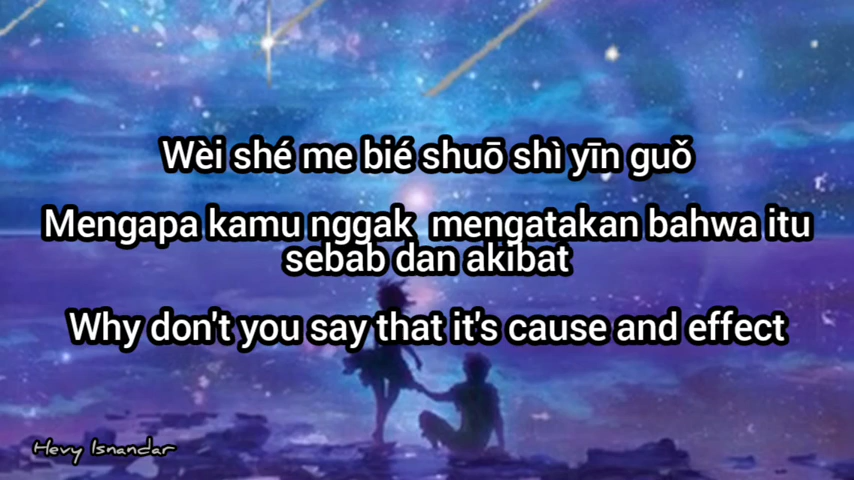 Wèi shé me bié shuō shì yīn guǒ
Mengapa kamu nggak mengatakan bahwa itu
sebab dan akibat
Why don't you say that it's cause and effect
Hevy Isnandar